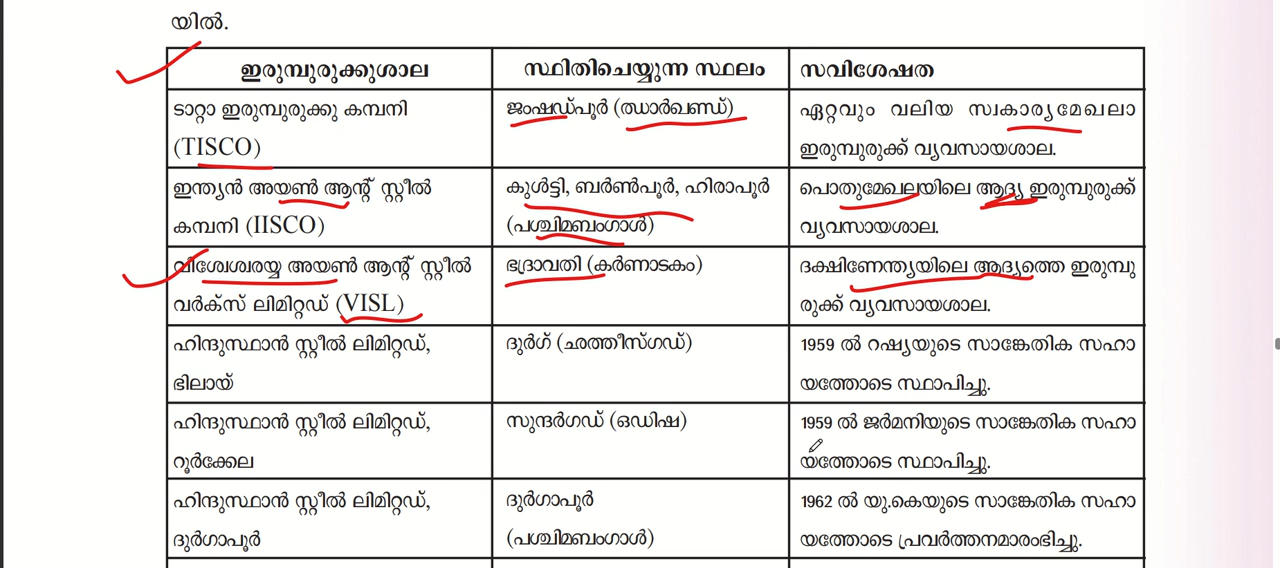 യിൽ.
ഇരുമ്പുരുക്കുശാല
സ്ഥിതിചെയ്യുന്ന സ്ഥലം
സവിശേഷത
ടാറ്റാ ഇരുമ്പുരുക്കു കമ്പനി
(TISCO)
ജംഷഡ്പൂർ (ഝാർഖണ്ഡ്)
ഏറ്റവും വലിയ സ്വകാര്യമേഖലാ
ഇരുമ്പുരുക്ക് വ്യവസായശാല.
ഇന്ത്യൻ അയൺ ആന്റ് സ്റ്റീൽ
കമ്പനി (IISCO)
കുൾട്ടി, ബർൺപൂർ, ഹിരാപൂർ
(പശ്ചിമബംഗാൾ)
പൊതുമേഖലയിലെ ആദ്യ ഇരുമ്പുരുക്ക്
വ്യവസായശാല.
വിശ്വേശ്വരയ്യ അയൺ ആന്റ് സ്റ്റീൽ
വർക്സ് ലിമിറ്റഡ് (VISL)
ഭദ്രാവതി (കർണാടകം)
ദക്ഷിണേന്ത്യയിലെ ആദ്യത്തെ ഇരുമ്പു
രുക്ക് വ്യവസായശാല.
ഹിന്ദുസ്ഥാൻ സ്റ്റീൽ ലിമിറ്റഡ്,
ഭിലായ്
ദുർഗ് (ഛത്തീസ്ഗഡ്)
1959 ൽ റഷ്യയുടെ സാങ്കേതിക സഹാ
യത്തോടെ സ്ഥാപിച്ചു.
ഹിന്ദുസ്ഥാൻ സ്റ്റീൽ ലിമിറ്റഡ്,
റൂർക്കേല
സുന്ദർഗഡ് (ഒഡിഷ)
1959 ൽ ജർമനിയുടെ സാങ്കേതിക സഹാ
യത്തോടെ സ്ഥാപിച്ചു.
ഹിന്ദുസ്ഥാൻ സ്റ്റീൽ ലിമിറ്റഡ്,
ദുർഗാപൂർ
ദുർഗാപൂർ
(പശ്ചിമബംഗാൾ)
1962 ൽ യു.കെയുടെ സാങ്കേതിക സഹാ
യത്തോടെ പ്രവർത്തനമാരംഭിച്ചു.